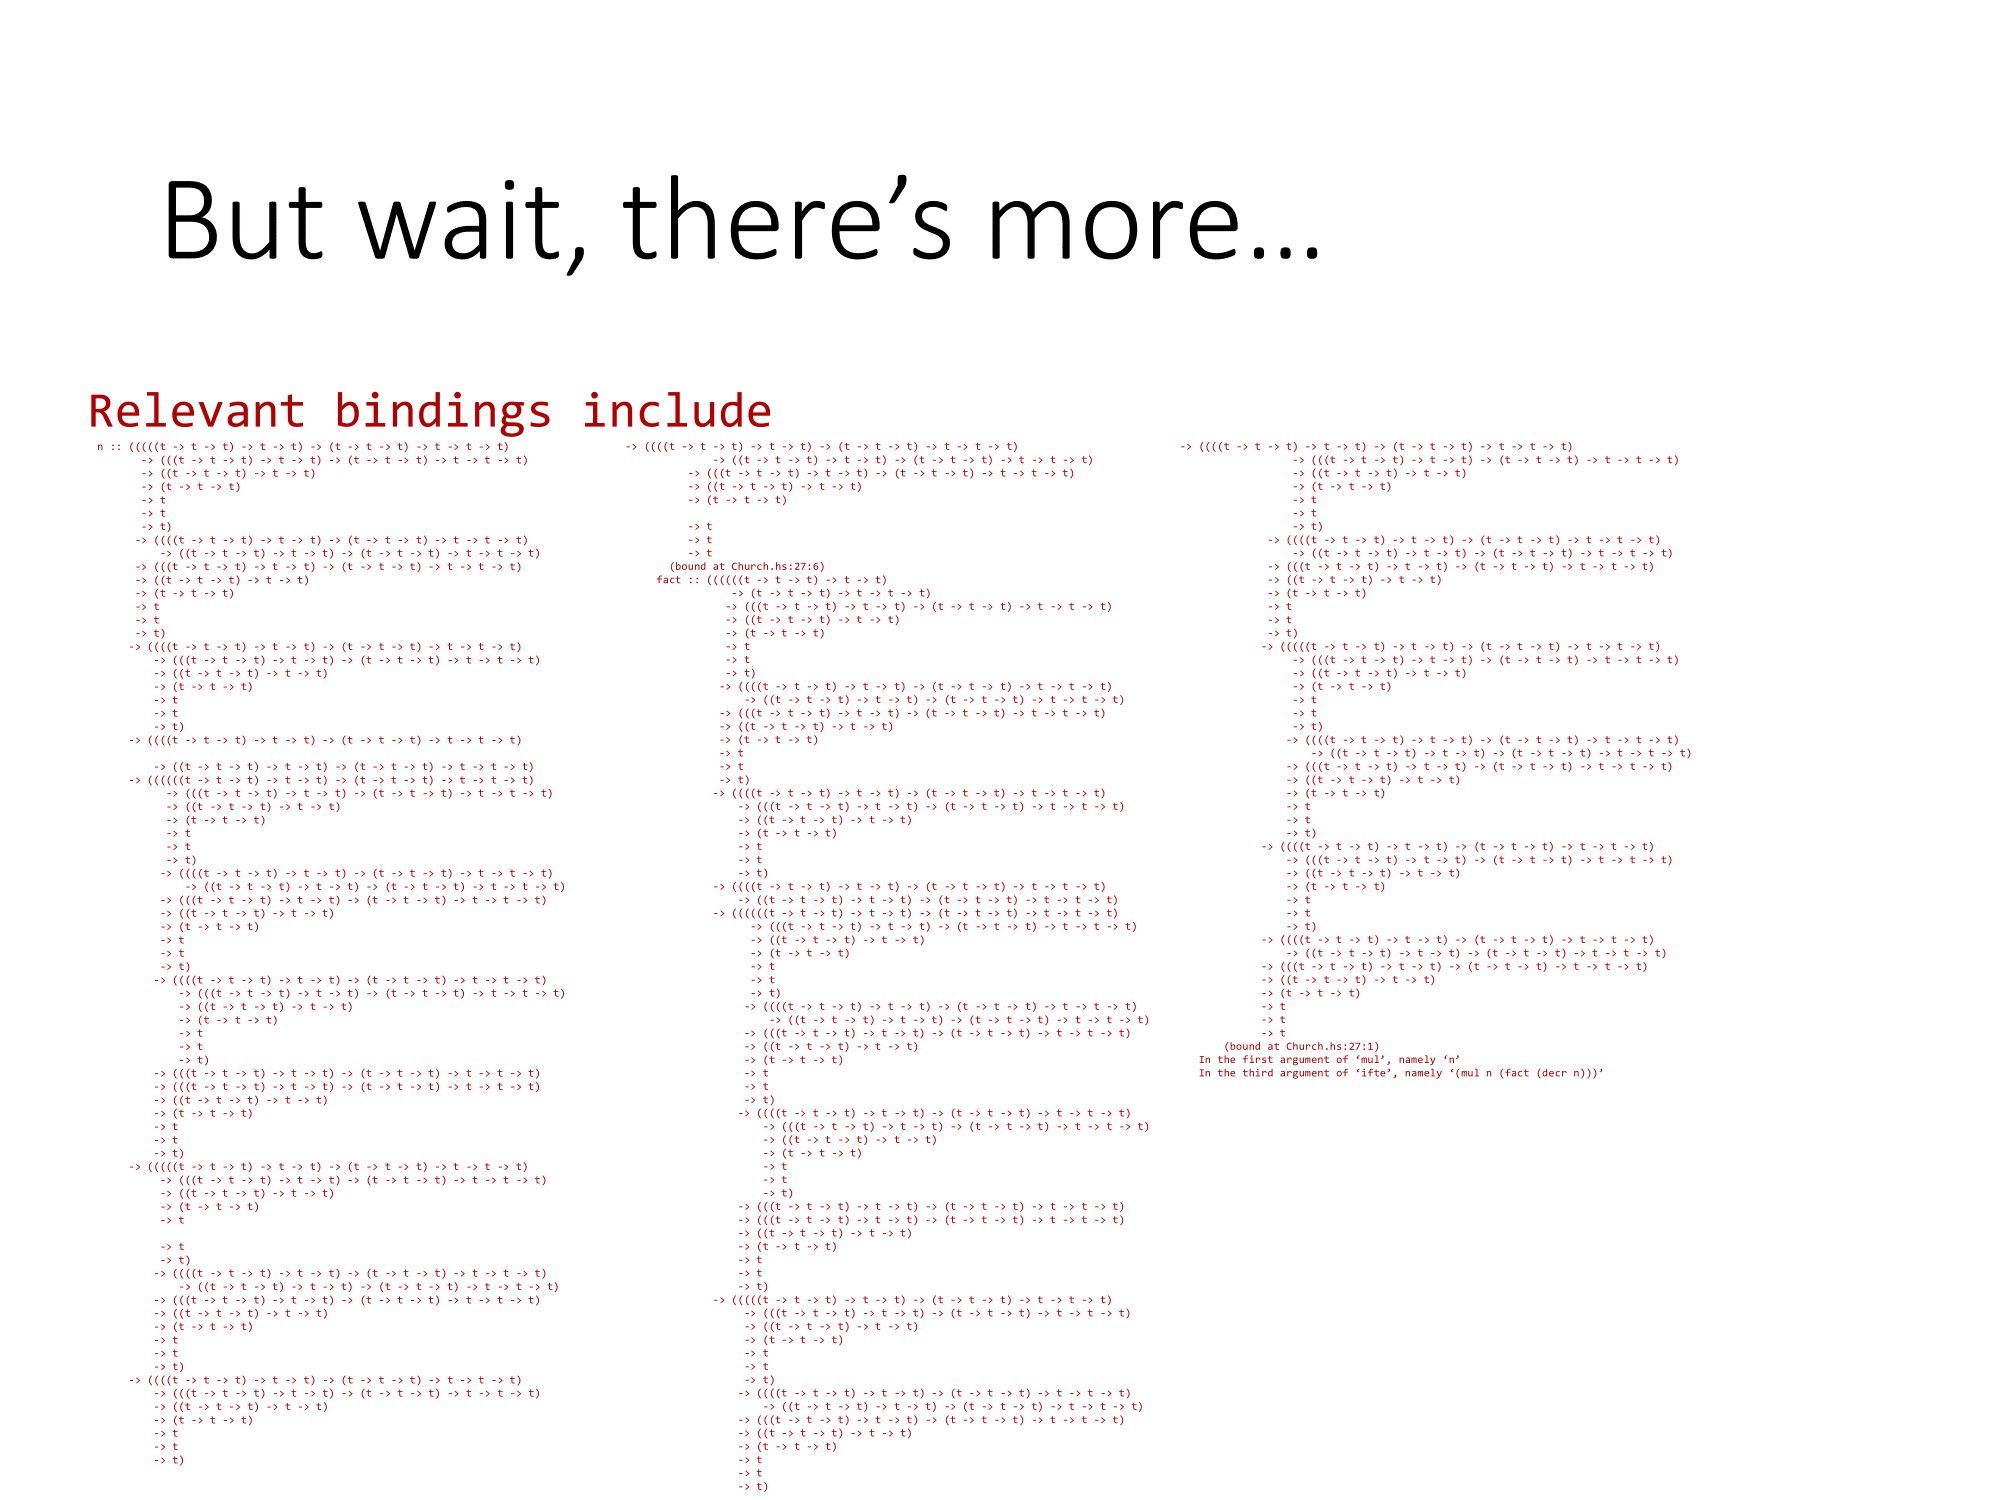 But wait, there’s more…
Relevant bindings include
n :: (((((t -> t -> t) -> t -> t) -> (t -> t -> t) -> t -> t -> t)
-> (((t -> t -> t) -> t -> t) -> (t -> t -> t) -> t -> t -> t)
-> ((t -> t -> t) -> t -> t)
-> (t -> t -> t)
-> t
-> t
-> t)
-> ((((t -> t -> t) -> t -> t) -> (t -> t -> t) -> t -> t -> t)
-> ((t -> t -> t) -> t -> t) -> (t -> t -> t) -> t -> t -> t)
-> (((t -> t -> t) -> t -> t) -> (t -> t -> t) -> t -> t -> t)
-> ((t -> t -> t) -> t -> t)
-> (t -> t -> t)
-> t
-> t
-> t)
-> ((((t -> t -> t) -> t -> t) -> (t -> t -> t) -> t -> t -> t)
-> (((t -> t -> t) -> t -> t) -> (t -> t -> t) -> t -> t -> t)
-> ((t -> t -> t) -> t -> t)
-> (t -> t -> t)
-> t
-> t
-> t)
-> ((((t -> t -> t) -> t -> t) -> (t -> t -> t) -> t -> t -> t)
-> ((t -> t -> t) -> t -> t) -> (t -> t -> t) -> t -> t -> t)
-> ((((((t -> t -> t) -> t -> t) -> (t -> t -> t) -> t -> t -> t)
-> (((t -> t -> t) -> t -> t) -> (t -> t -> t) -> t -> t -> t)
-> ((t -> t -> t) -> t -> t)
-> (t -> t -> t)
-> t
-> t
-> t)
-> ((((t -> t -> t) -> t -> t) -> (t -> t -> t) -> t -> t -> t)
-> ((t -> t -> t) -> t -> t) -> (t -> t -> t) -> t -> t -> t)
-> (((t -> t -> t) -> t -> t) -> (t -> t -> t) -> t -> t -> t)
-> ((t -> t -> t) -> t -> t)
-> (t -> t -> t)
-> t
-> t
-> t)
-> ((((t -> t -> t) -> t -> t) -> (t -> t -> t) -> t -> t -> t)
-> (((t -> t -> t) -> t -> t) -> (t -> t -> t) -> t -> t -> t)
-> ((t -> t -> t) -> t -> t)
-> (t -> t -> t)
-> t
-> t
-> t)
-> (((t -> t -> t) -> t -> t) -> (t -> t -> t) -> t -> t -> t)
-> (((t -> t -> t) -> t -> t) -> (t -> t -> t) -> t -> t -> t)
-> ((t -> t -> t) -> t -> t)
-> (t -> t -> t)
-> t
-> t
-> t)
-> (((((t -> t -> t) -> t -> t) -> (t -> t -> t) -> t -> t -> t)
-> (((t -> t -> t) -> t -> t) -> (t -> t -> t) -> t -> t -> t)
-> ((t -> t -> t) -> t -> t)
-> (t -> t -> t)
-> t
-> t
-> t)
-> ((((t -> t -> t) -> t -> t) -> (t -> t -> t) -> t -> t -> t)
-> ((t -> t -> t) -> t -> t) -> (t -> t -> t) -> t -> t -> t)
-> (((t -> t -> t) -> t -> t) -> (t -> t -> t) -> t -> t -> t)
-> ((t -> t -> t) -> t -> t)
-> (t -> t -> t)
-> t
-> t
-> t)
-> ((((t -> t -> t) -> t -> t) -> (t -> t -> t) -> t -> t -> t)
-> (((t -> t -> t) -> t -> t) -> (t -> t -> t) -> t -> t -> t)
-> ((t -> t -> t) -> t -> t)
-> (t -> t -> t)
-> t
-> t
-> t)
-> ((((t -> t -> t) -> t -> t) -> (t -> t -> t) -> t -> t -> t)
-> ((t -> t -> t) -> t -> t) -> (t -> t -> t) -> t -> t -> t)
-> (((t -> t -> t) -> t -> t) -> (t -> t -> t) -> t -> t -> t)
-> ((t -> t -> t) -> t -> t)
-> (t -> t -> t)
-> t
-> t
-> t
(bound at Church.hs:27:6)
fact :: ((((((t -> t -> t) -> t -> t)
-> (t -> t -> t) -> t -> t -> t)
-> (((t -> t -> t) -> t -> t) -> (t -> t -> t) -> t -> t -> t)
-> ((t -> t -> t) -> t -> t)
-> (t -> t -> t)
-> t
-> t
-> t)
-> ((((t -> t -> t) -> t -> t) -> (t -> t -> t) -> t -> t -> t)
-> ((t -> t -> t) -> t -> t) -> (t -> t -> t) -> t -> t -> t)
-> (((t -> t -> t) -> t -> t) -> (t -> t -> t) -> t -> t -> t)
-> ((t -> t -> t) -> t -> t)
-> (t -> t -> t)
-> t
-> t
-> t)
-> ((((t -> t -> t) -> t -> t) -> (t -> t -> t) -> t -> t -> t)
-> (((t -> t -> t) -> t -> t) -> (t -> t -> t) -> t -> t -> t)
-> ((t -> t -> t) -> t -> t)
-> (t -> t -> t)
-> t
-> t
-> t)
-> ((((t -> t -> t) -> t -> t) -> (t -> t -> t) -> t -> t -> t)
-> ((t -> t -> t) -> t -> t) -> (t -> t -> t) -> t -> t -> t)
-> ((((((t -> t -> t) -> t -> t) -> (t -> t -> t) -> t -> t -> t)
-> (((t -> t -> t) -> t -> t) -> (t -> t -> t) -> t -> t -> t)
-> ((t -> t -> t) -> t -> t)
-> (t -> t -> t)
-> t
-> t
-> t)
-> ((((t -> t -> t) -> t -> t) -> (t -> t -> t) -> t -> t -> t)
-> ((t -> t -> t) -> t -> t) -> (t -> t -> t) -> t -> t -> t)
-> (((t -> t -> t) -> t -> t) -> (t -> t -> t) -> t -> t -> t)
-> ((t -> t -> t) -> t -> t)
-> (t -> t -> t)
-> t
-> t
-> t)
-> ((((t -> t -> t) -> t -> t) -> (t -> t -> t) -> t -> t -> t)
-> (((t -> t -> t) -> t -> t) -> (t -> t -> t) -> t -> t -> t)
-> ((t -> t -> t) -> t -> t)
-> (t -> t -> t)
-> t
-> t
-> t)
-> (((t -> t -> t) -> t -> t) -> (t -> t -> t) -> t -> t -> t)
-> (((t -> t -> t) -> t -> t) -> (t -> t -> t) -> t -> t -> t)
-> ((t -> t -> t) -> t -> t)
-> (t -> t -> t)
-> t
-> t
-> t)
-> (((((t -> t -> t) -> t -> t) -> (t -> t -> t) -> t -> t -> t)
-> (((t -> t -> t) -> t -> t) -> (t -> t -> t) -> t -> t -> t)
-> ((t -> t -> t) -> t -> t)
-> (t -> t -> t)
-> t
-> t
-> t)
-> ((((t -> t -> t) -> t -> t) -> (t -> t -> t) -> t -> t -> t)
-> ((t -> t -> t) -> t -> t) -> (t -> t -> t) -> t -> t -> t)
-> (((t -> t -> t) -> t -> t) -> (t -> t -> t) -> t -> t -> t)
-> ((t -> t -> t) -> t -> t)
-> (t -> t -> t)
-> t
-> t
-> t)
-> ((((t -> t -> t) -> t -> t) -> (t -> t -> t) -> t -> t -> t)
-> (((t -> t -> t) -> t -> t) -> (t -> t -> t) -> t -> t -> t)
-> ((t -> t -> t) -> t -> t)
-> (t -> t -> t)
-> t
-> t
-> t)
-> ((((t -> t -> t) -> t -> t) -> (t -> t -> t) -> t -> t -> t)
-> ((t -> t -> t) -> t -> t) -> (t -> t -> t) -> t -> t -> t)
-> (((t -> t -> t) -> t -> t) -> (t -> t -> t) -> t -> t -> t)
-> ((t -> t -> t) -> t -> t)
-> (t -> t -> t)
-> t
-> t
-> t)
-> (((((t -> t -> t) -> t -> t) -> (t -> t -> t) -> t -> t -> t)
-> (((t -> t -> t) -> t -> t) -> (t -> t -> t) -> t -> t -> t)
-> ((t -> t -> t) -> t -> t)
-> (t -> t -> t)
-> t
-> t
-> t)
-> ((((t -> t -> t) -> t -> t) -> (t -> t -> t) -> t -> t -> t)
-> ((t -> t -> t) -> t -> t) -> (t -> t -> t) -> t -> t -> t)
-> (((t -> t -> t) -> t -> t) -> (t -> t -> t) -> t -> t -> t)
-> ((t -> t -> t) -> t -> t)
-> (t -> t -> t)
-> t
-> t
-> t)
-> ((((t -> t -> t) -> t -> t) -> (t -> t -> t) -> t -> t -> t)
-> (((t -> t -> t) -> t -> t) -> (t -> t -> t) -> t -> t -> t)
-> ((t -> t -> t) -> t -> t)
-> (t -> t -> t)
-> t
-> t
-> t)
-> ((((t -> t -> t) -> t -> t) -> (t -> t -> t) -> t -> t -> t)
-> ((t -> t -> t) -> t -> t) -> (t -> t -> t) -> t -> t -> t)
-> (((t -> t -> t) -> t -> t) -> (t -> t -> t) -> t -> t -> t)
-> ((t -> t -> t) -> t -> t)
-> (t -> t -> t)
-> t
-> t
-> t
(bound at Church.hs:27:1)
In the first argument of ‘mul’, namely ‘n’
In the third argument of ‘ifte’, namely ‘(mul n (fact (decr n)))’